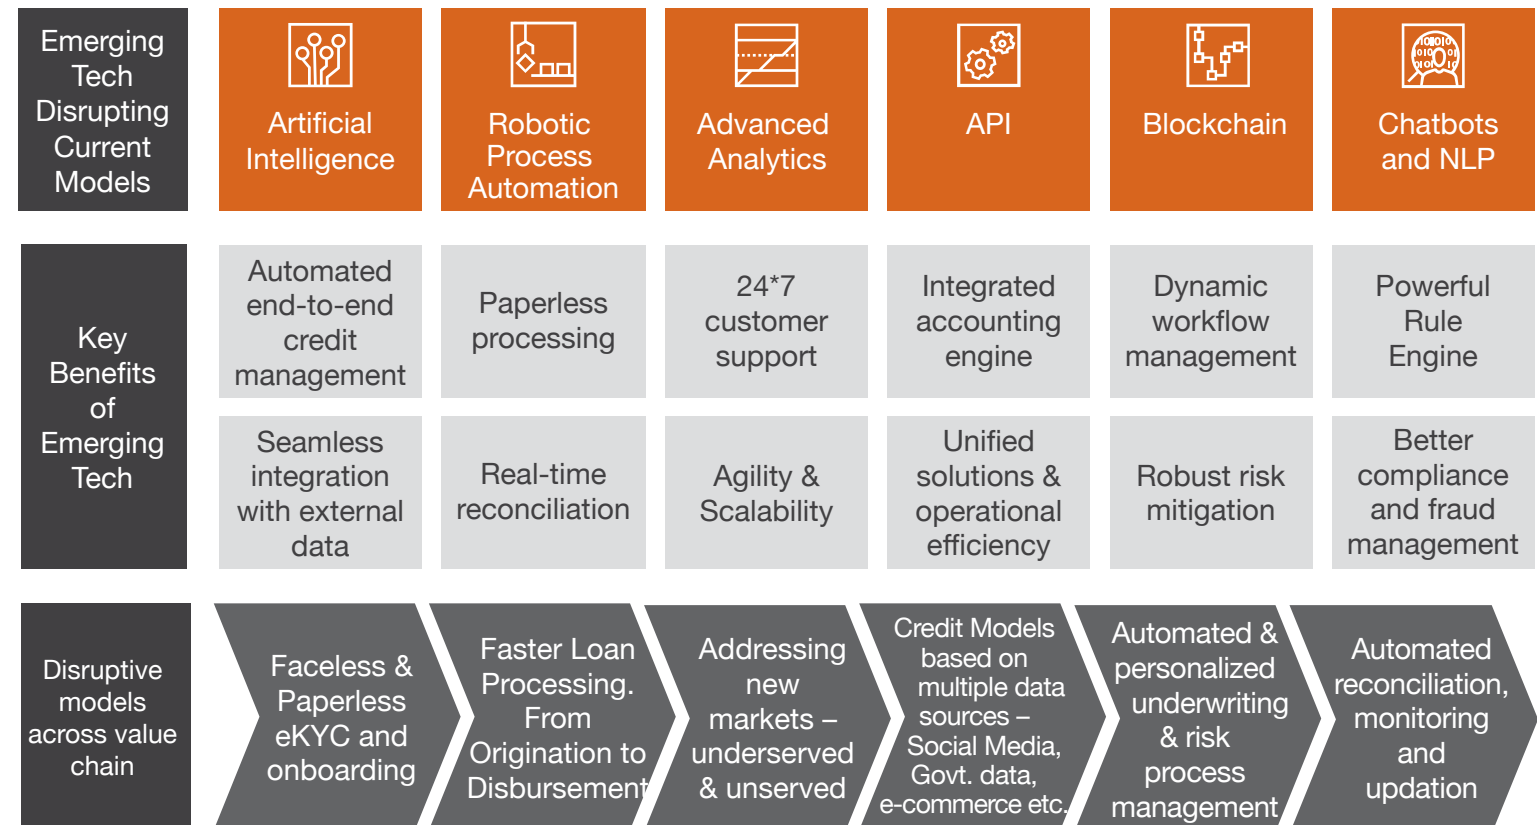 Emerging
Tech
Disrupting
Current
Models
Artificial
Intelligence
Robotic
Process
Automation
Advanced
Analytics
API
Blockchain
Chatbots
and NLP
Key
Benefits
of
Emerging
Tech
Automated
end-to-end
credit
management
Paperless
processing
24*7
customer
support
Integrated
accounting
engine
Dynamic
workflow
management
Powerful
Rule
Engine
Seamless
integration
with external
data
Real-time
reconciliation
Agility &
Scalability
Unified
solutions &
operational
efficiency
Robust risk
mitigation
Better
compliance
and fraud
management
Disruptive
models
across value
chain
Faceless &
Paperless
eKYC and
onboarding
Faster Loan
Processing.
From
Origination to
Disbursement
Addressing
new
markets –
underserved
& unserved
Credit Models
based on
multiple data
sources –
Social Media,
Govt. data,
e-commerce etc.
Automated &
personalized
underwriting
& risk
process
management
Automated
reconciliation,
monitoring
and
updation